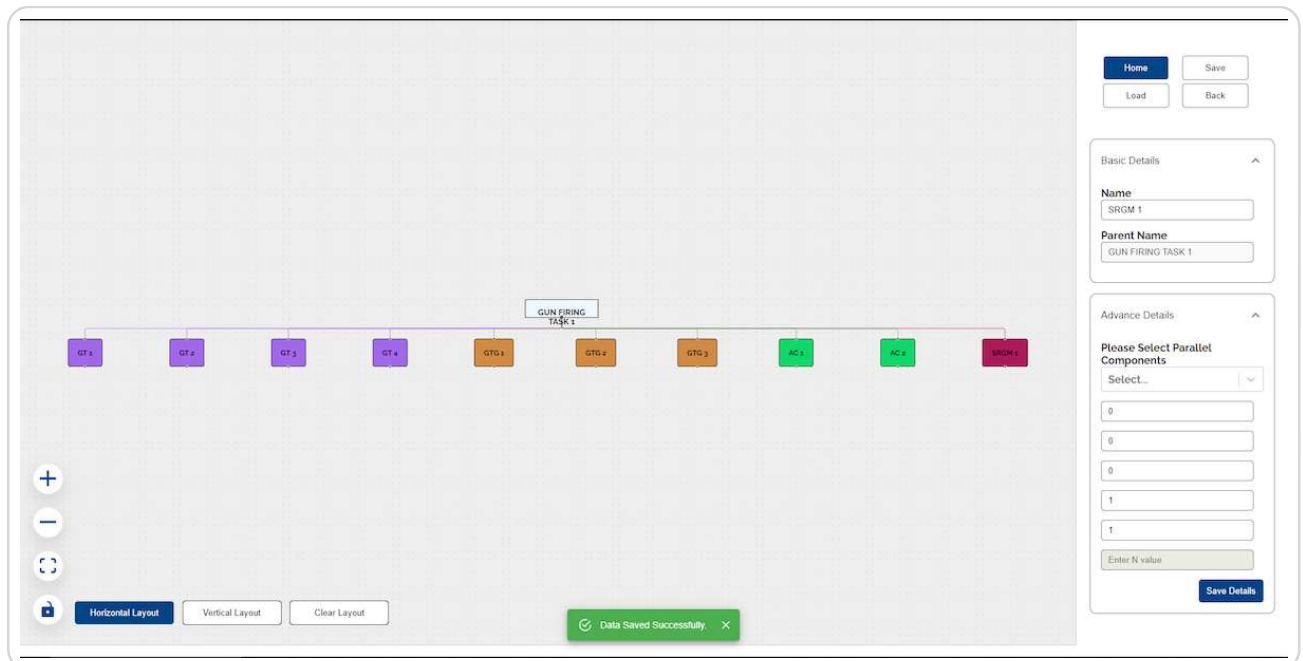 Home
Save
Load
Back
Basic Details
Name
SRGM 1
Parent Name
GUN FIRING TASK 1
GUN FIRING
TASK 1
GT 1
GT 2
GT 3
GT 4
GTG 1
GTG 2
GTG 3
AC 1
AC 2
SRGM 1
Advance Details
Please Select Parallel
Components
Select...
0
0
0
1
1
Enter N value
Save Details
Horizontal Layout
Vertical Layout
Clear Layout
Data Saved Successfully.